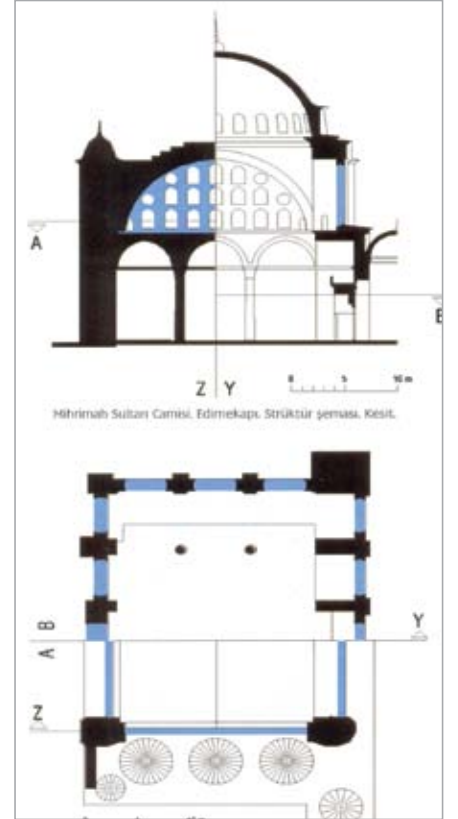 A
E
Z Y
0 5 10 m
Mihrimah Sultan Camisi. Edirnekapı. Strüktür şeması. Kesit.
B
Y
A
Z